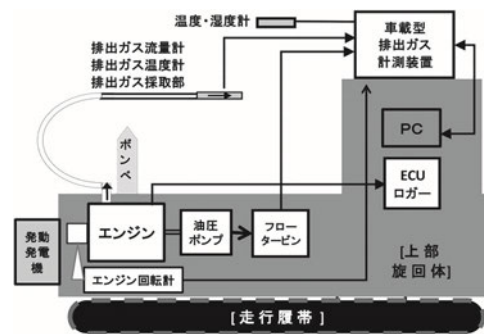 温度・湿度計
車載型
排出ガス
計測装置
排出ガス流量計
排出ガス温度計
排出ガス採取部
PC
ボンベ
ECU
ロガー
発動
発電
機
エンジン
油圧
ポンプ
フロー
タービン
[上部
旋回体]
エンジン回転計
[走行履帯]